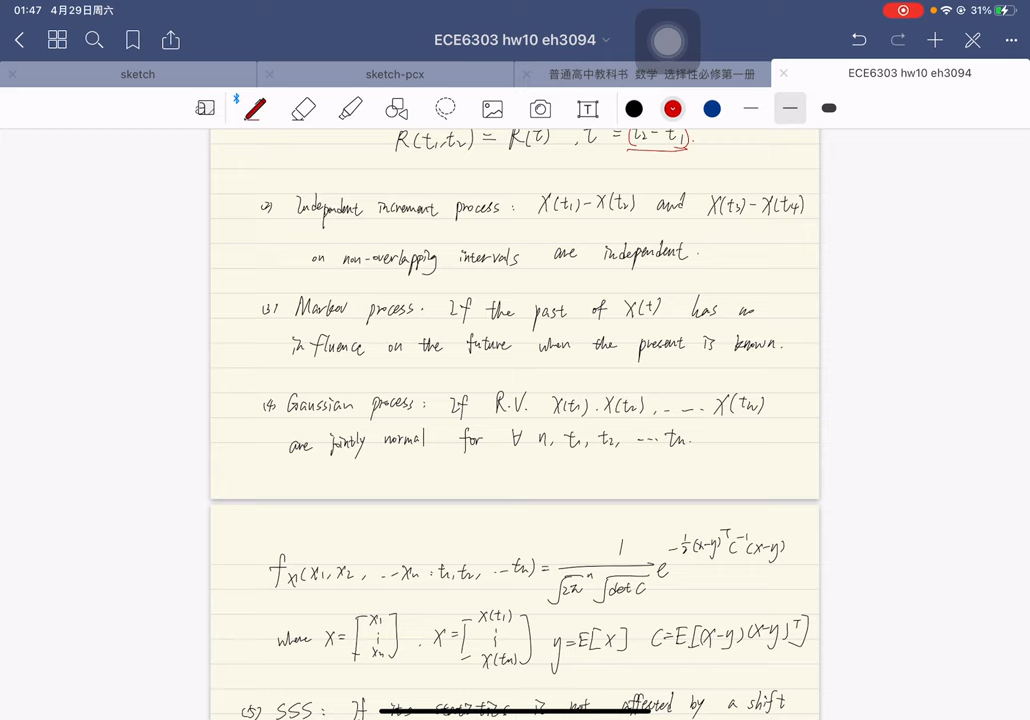 01:47 4月29日周六 31%
ECE6303 hw10 eh3094
sketch sketch-pcx 普通高中教科书 数学 选择性必修第一册 ECE6303 hw10 eh3094
R(t₁,t₂) = R(τ), τ = (t₂-t₁).
(2) Independent increment process: X(t₁)-X(t₂) and X(t₃)-X(t₄)
on non-overlapping intervals are independent.
(3) Markov process. If the past of X(t) has no
influence on the future when the present is known.
(4) Gaussian process: If R.V. X(t₁).X(t₂),.-... X(tₙ)
are jointly normal for ∀ n, t₁, t₂, ... tₙ.
fₓ(x₁,x₂, ...xₙ : t₁,t₂, ...tₙ) = 1/(√2πⁿ √det C) e^(-½(x-y)ᵀC⁻¹(x-y))
where x = [x₁ ⋮ xₙ]. X = [X(t₁) ⋮ X(tₙ)] y=E[X] C=E[(X-y)(X-y)ᵀ]
(5) SSS: If is not affected by a shift